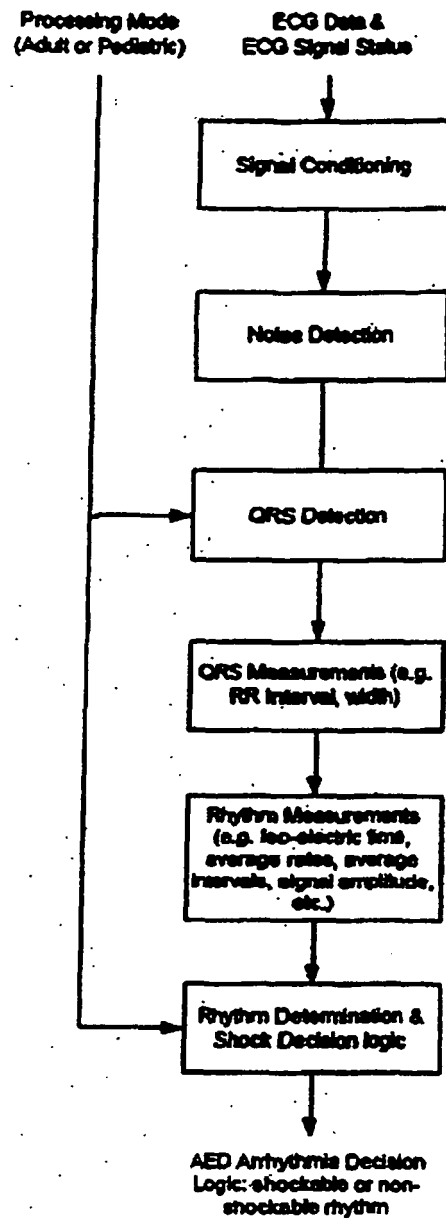 Processing Mode
(Adult or Pediatric)
ECG Data &
ECG Signal Status
Signal Conditioning
Noise Detection
QRS Detection
QRS Measurements (e.g.
RR Interval, width)
Rhythm Measurements
(e.g. iso-electric time,
average rates, average
intervals, signal amplitude,
etc.)
Rhythm Determination &
Shock Decision logic
AED Arrhythmia Decision
Logic: shockable or non-
shockable rhythm